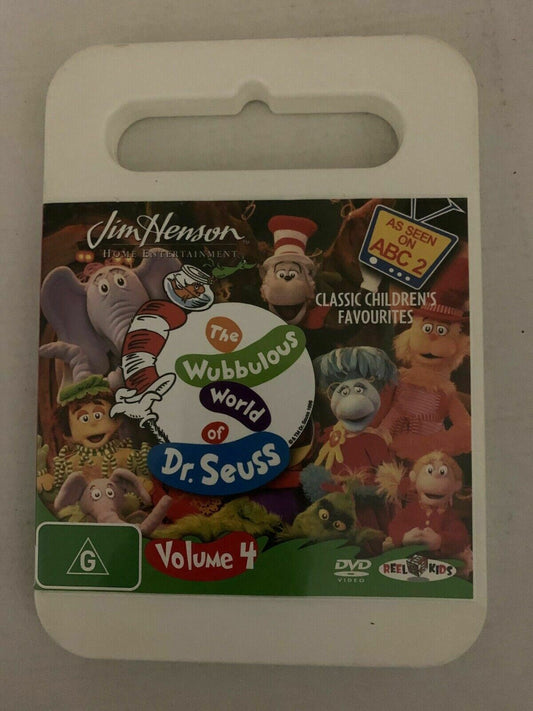 Jim Henson™
HOME ENTERTAINMENT
AS SEEN
ON
ABC 2
CLASSIC CHILDREN'S
FAVOURITES
The
Wubbulous
World
of
Dr. Seuss
Volume 4
G
DVD
VIDEO
REEL KIDS